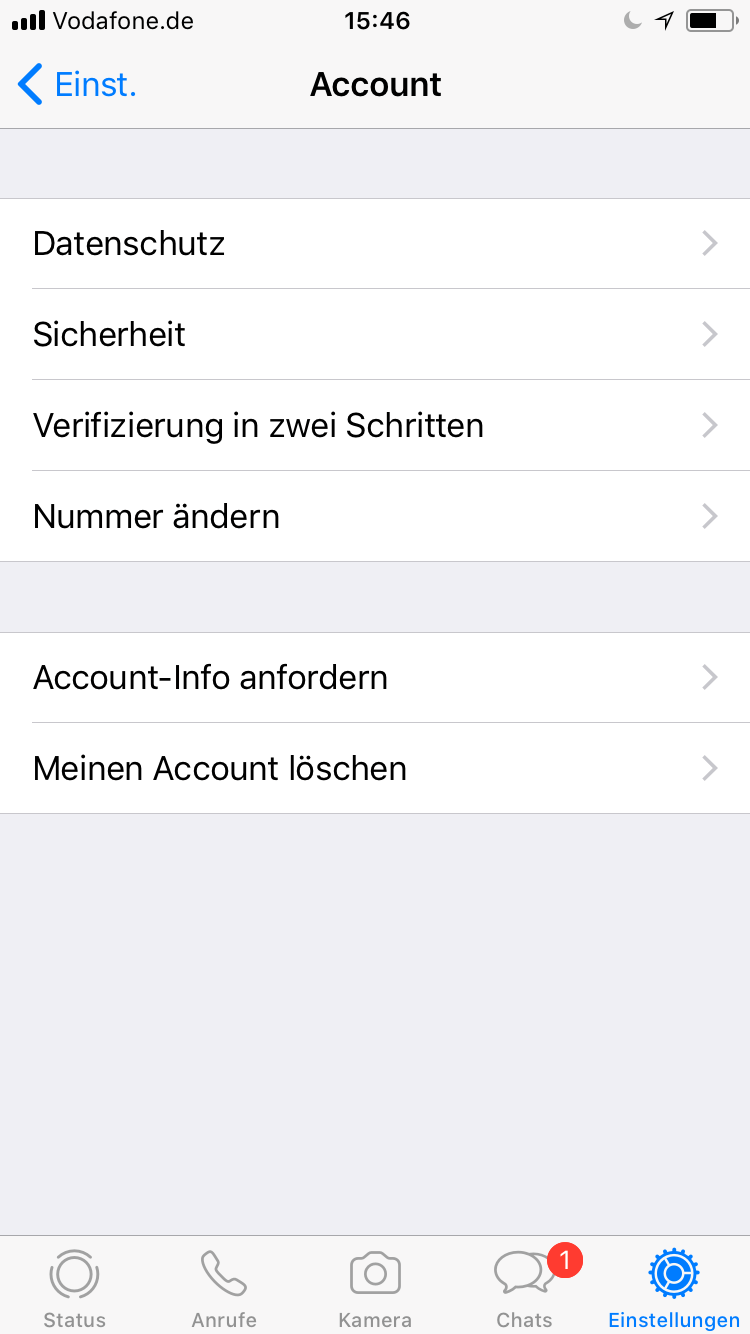 Vodafone.de 15:46
Einst. Account
Datenschutz
Sicherheit
Verifizierung in zwei Schritten
Nummer ändern
Account-Info anfordern
Meinen Account löschen
1
Status Anrufe Kamera Chats Einstellungen